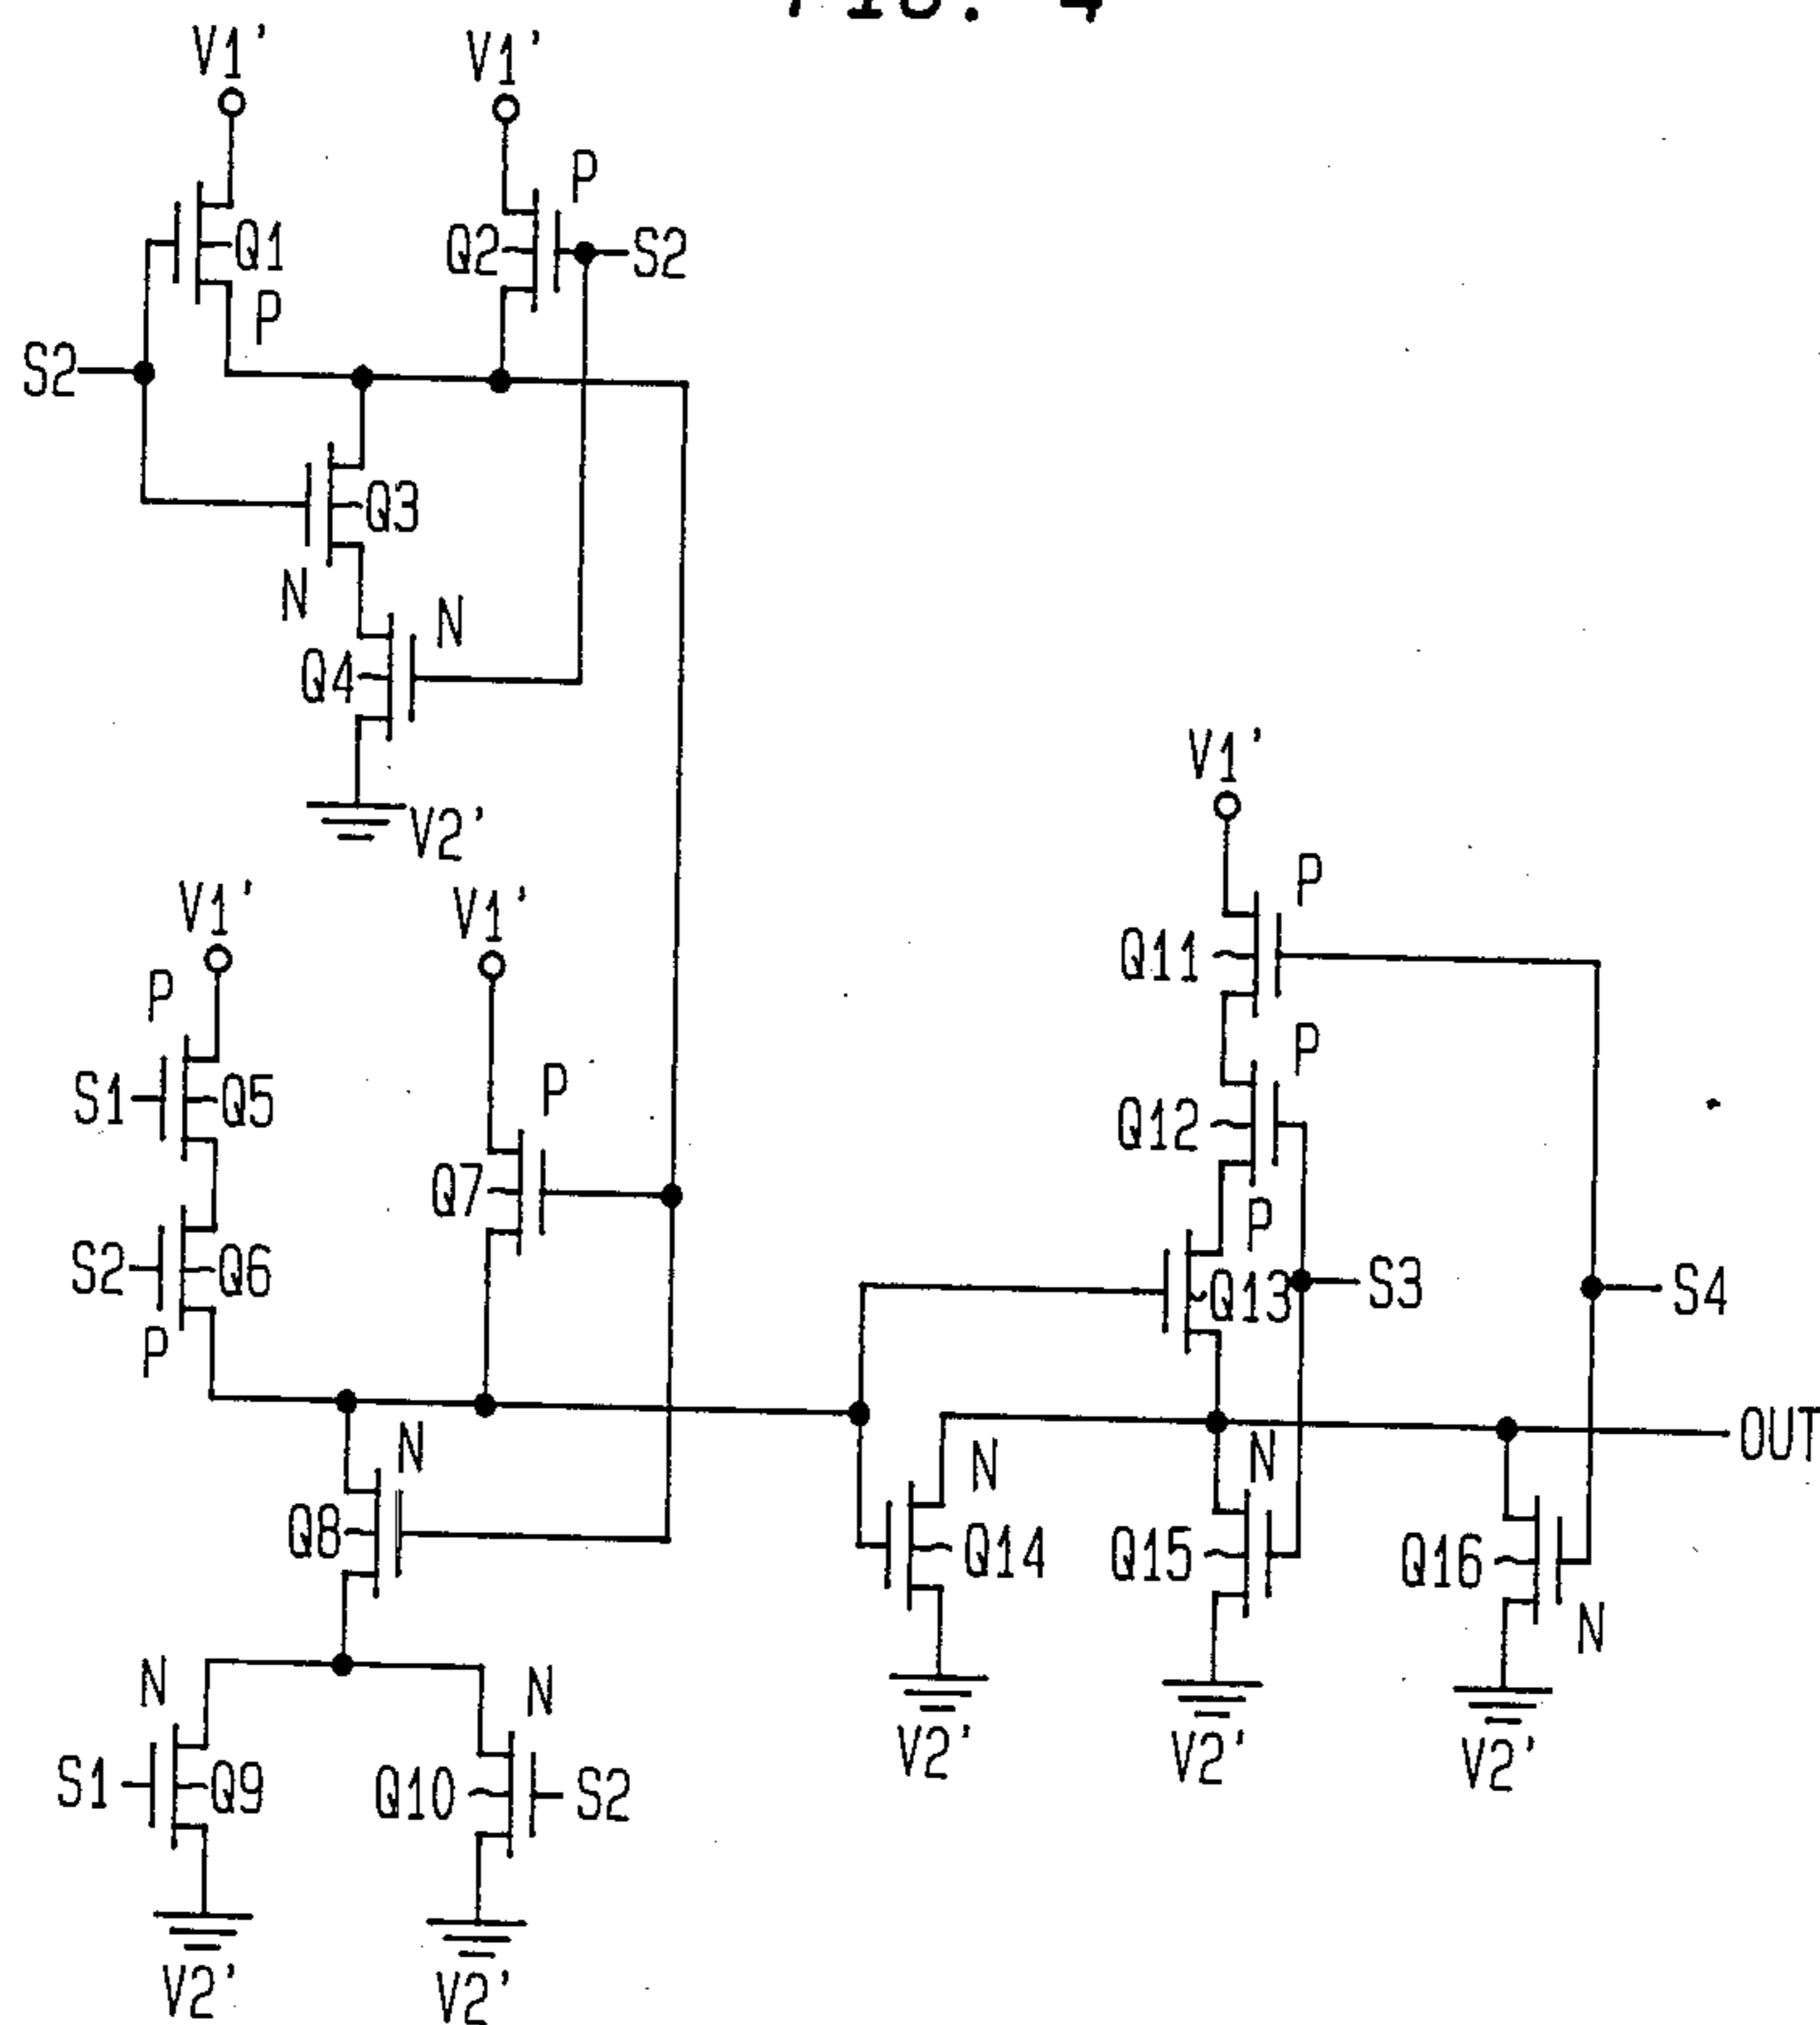 FIG. 4
V1'
V1'
P
Q1
Q2
S2
P
S2
Q3
N
N
Q4
V2'
V1'
P
V1'
V1'
Q11
P
P
S1
Q5
P
Q12
Q7
P
S2
Q6
Q13
S3
S4
P
N
N
N
OUT
Q8
Q14
Q15
Q16
N
N
N
V2'
V2'
V2'
S1
Q9
Q10
S2
V2'
V2'